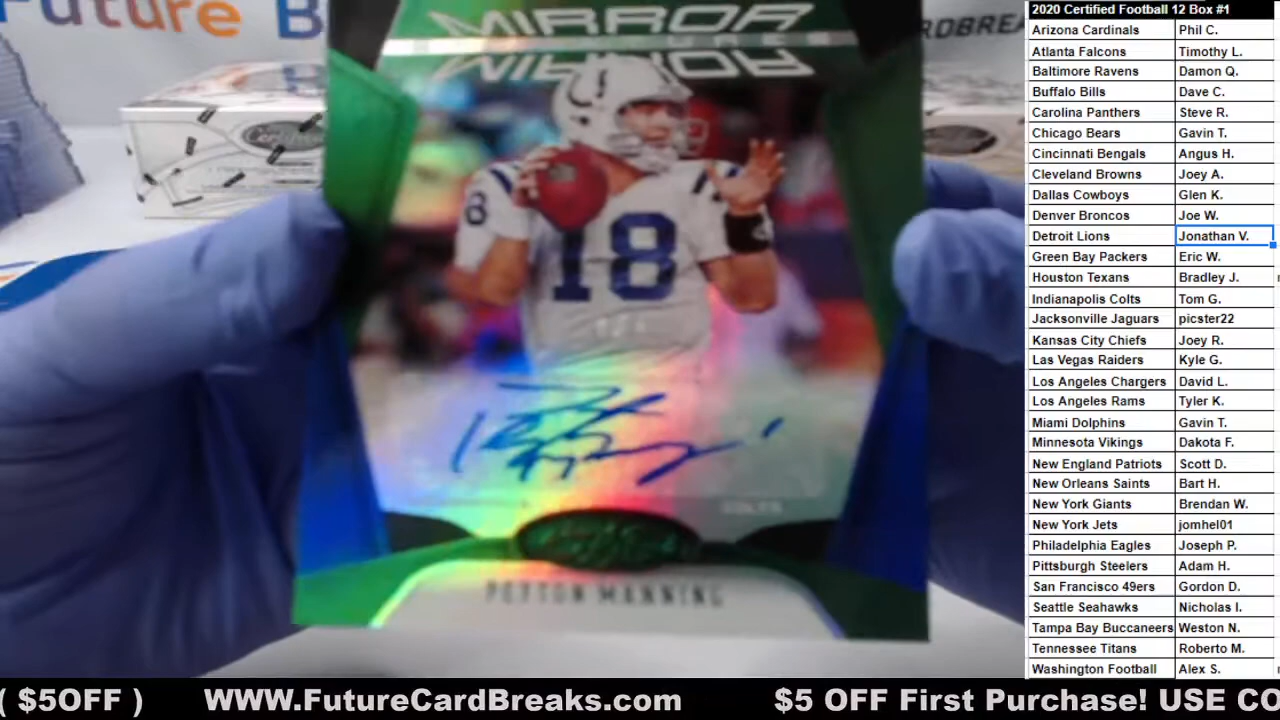 Future B
RDBREA
MIRROR
SIGNATURES
MIRROR
8
18
COLTS
PEYTON MANNING
2020 Certified Football 12 Box #1
Arizona Cardinals Phil C.
Atlanta Falcons Timothy L.
Baltimore Ravens Damon Q.
Buffalo Bills Dave C.
Carolina Panthers Steve R.
Chicago Bears Gavin T.
Cincinnati Bengals Angus H.
Cleveland Browns Joey A.
Dallas Cowboys Glen K.
Denver Broncos Joe W.
Detroit Lions Jonathan V.
Green Bay Packers Eric W.
Houston Texans Bradley J.
Indianapolis Colts Tom G.
Jacksonville Jaguars picster22
Kansas City Chiefs Joey R.
Las Vegas Raiders Kyle G.
Los Angeles Chargers David L.
Los Angeles Rams Tyler K.
Miami Dolphins Gavin T.
Minnesota Vikings Dakota F.
New England Patriots Scott D.
New Orleans Saints Bart H.
New York Giants Brendan W.
New York Jets jomhel01
Philadelphia Eagles Joseph P.
Pittsburgh Steelers Adam H.
San Francisco 49ers Gordon D.
Seattle Seahawks Nicholas I.
Tampa Bay Buccaneers Weston N.
Tennessee Titans Roberto M.
Washington Football Alex S.
( $5OFF ) WWW.FutureCardBreaks.com $5 OFF First Purchase! USE CO